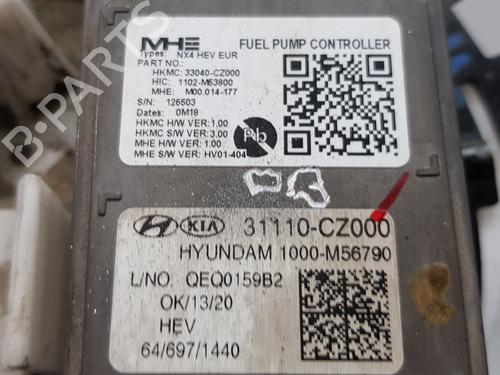 MHE FUEL PUMP CONTROLLER
Types: NX4 HEV EUR
PART NO.
HKMC: 33040-CZ000
HIC: 1102-M53800
MHE: M00.014-177
S/N: 126503
Dates: 0M18
HKMC H/W VER: 1.00
HKMC S/W VER: 3.00
MHE H/W VER: 1.00
MHE S/W VER: HV01-404
Pb
KIA 31110-CZ000
HYUNDAM 1000-M56790
L/NO. QEQ0159B2
OK/13/20
HEV
64/697/1440
B-PARTS